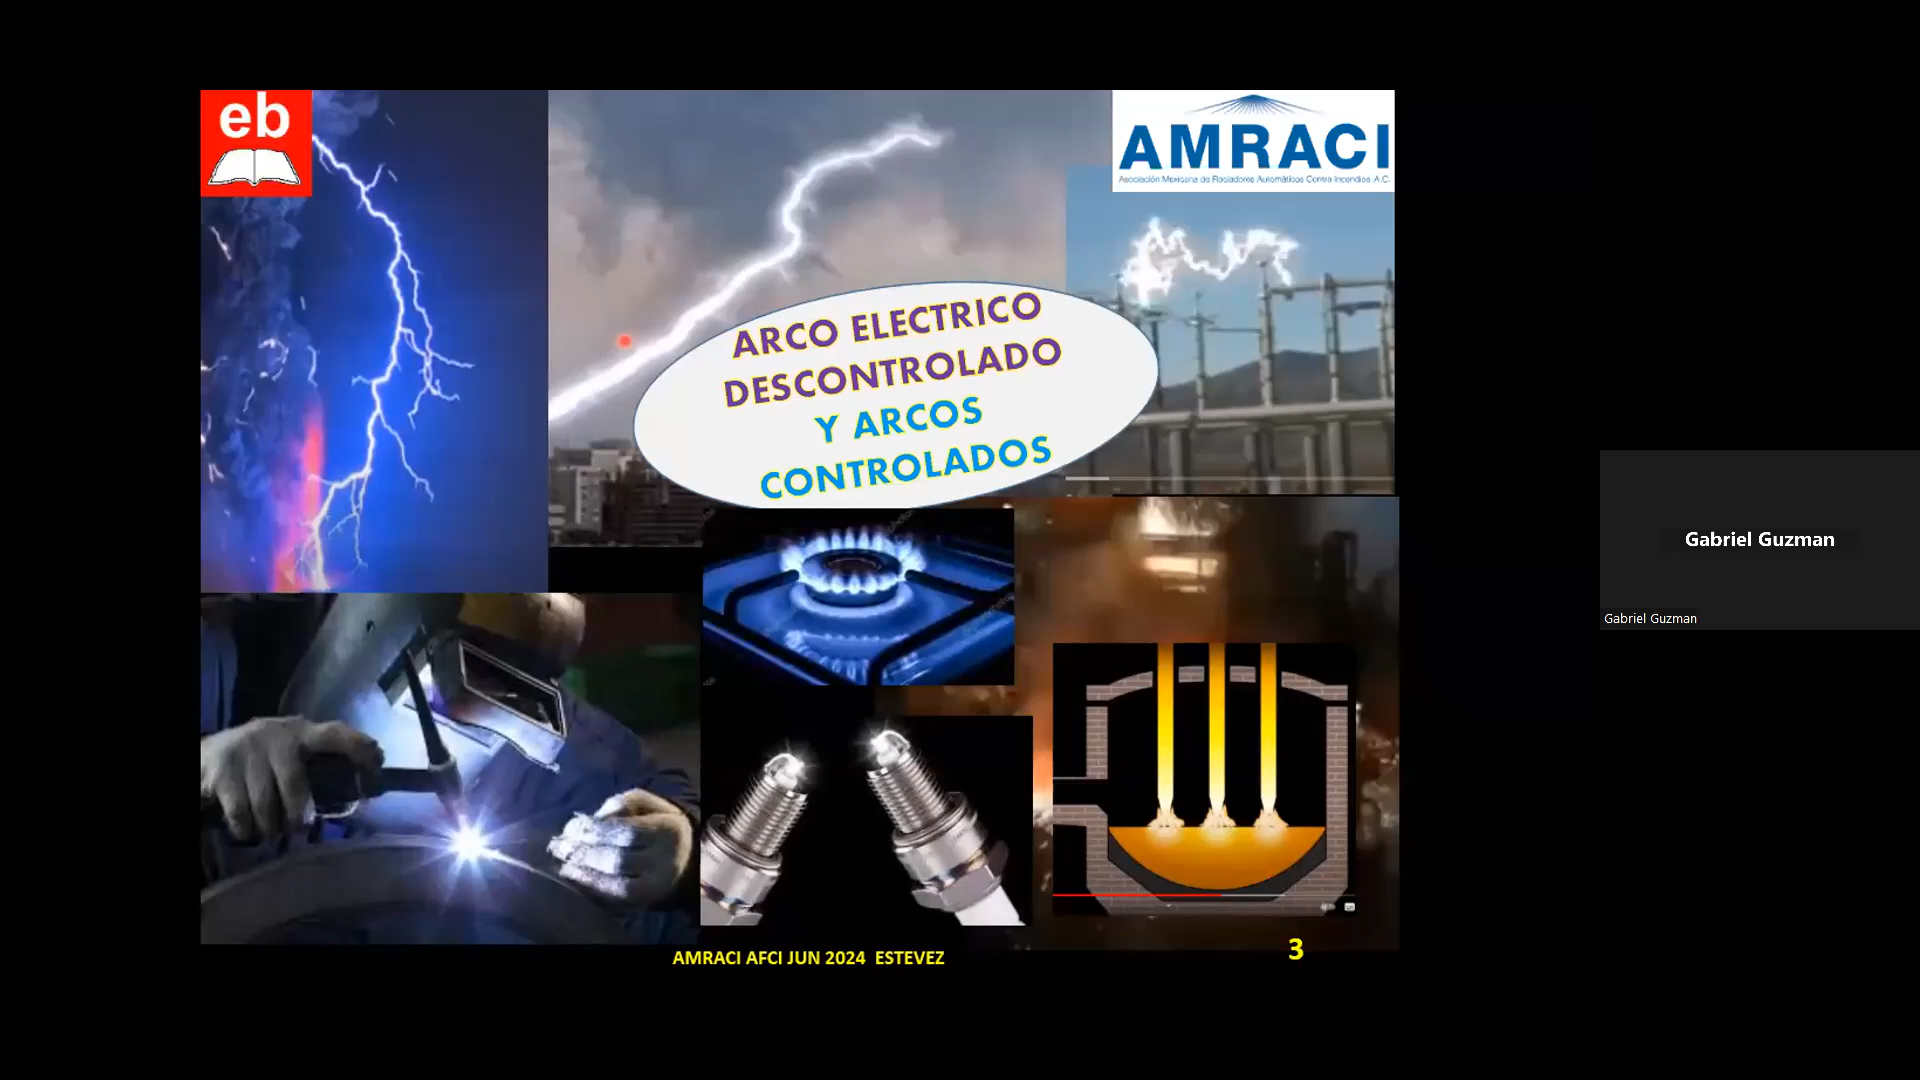 eb
AMRACI
Asociación Mexicana de Rociadores Automáticos Contra Incendios A.C.
ARCO ELECTRICO
DESCONTROLADO
Y ARCOS
CONTROLADOS
Gabriel Guzman
Gabriel Guzman
AMRACI AFCI JUN 2024 ESTEVEZ
3